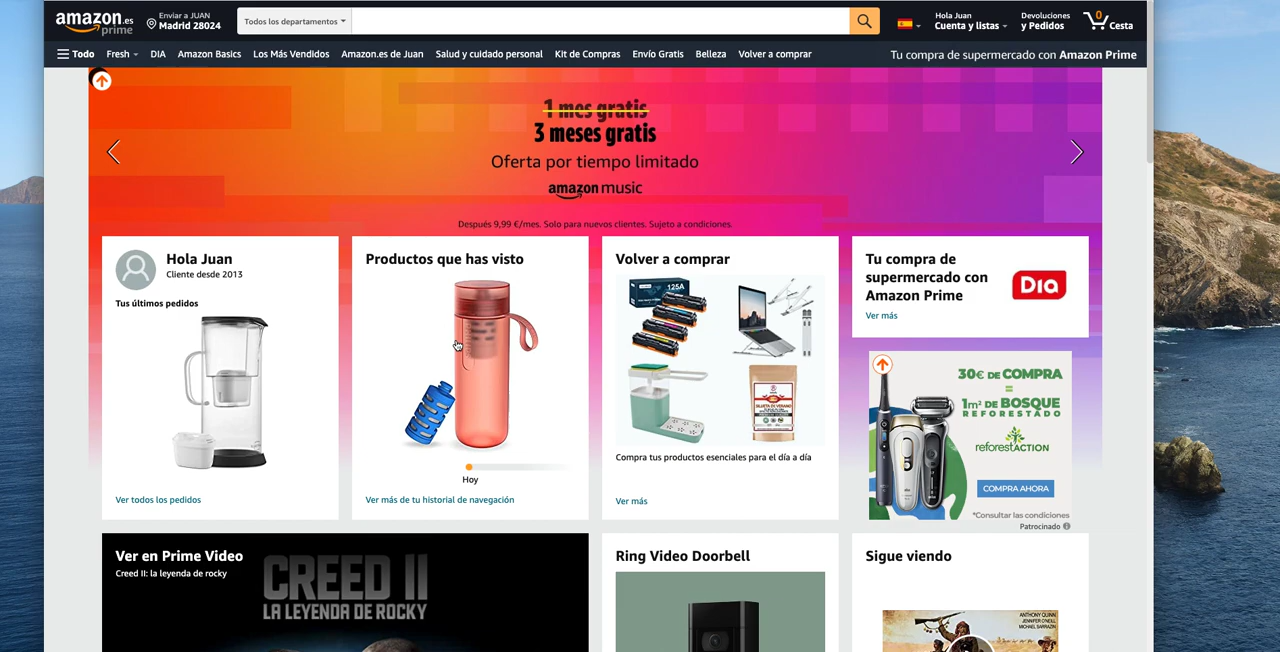 amazon.es
prime
Enviar a JUAN
Madrid 28024
Todos los departamentos
Hola Juan
Cuenta y listas
Devoluciones
y Pedidos
0
Cesta
Todo
Fresh
DIA
Amazon Basics
Los Más Vendidos
Amazon.es de Juan
Salud y cuidado personal
Kit de Compras
Envío Gratis
Belleza
Volver a comprar
Tu compra de supermercado con Amazon Prime
1 mes gratis
3 meses gratis
Oferta por tiempo limitado
amazon music
Después 9,99 €/mes. Solo para nuevos clientes. Sujeto a condiciones.
Hola Juan
Cliente desde 2013
Tus últimos pedidos
Ver todos los pedidos
Productos que has visto
Hoy
Ver más de tu historial de navegación
Volver a comprar
125A
Compra tus productos esenciales para el día a día
Ver más
Tu compra de
supermercado con
Amazon Prime
Dia
Ver más
30€ DE COMPRA
=
1m² DE BOSQUE
REFORESTADO
reforestACTION
COMPRA AHORA
*Consultar las condiciones
Patrocinado
Ver en Prime Video
Creed II: la leyenda de rocky
CREED II
LA LEYENDA DE ROCKY
Ring Video Doorbell
Sigue viendo
ANTHONY QUINN
JENNIFER O'NEILL
MICHAEL SARRAZIN